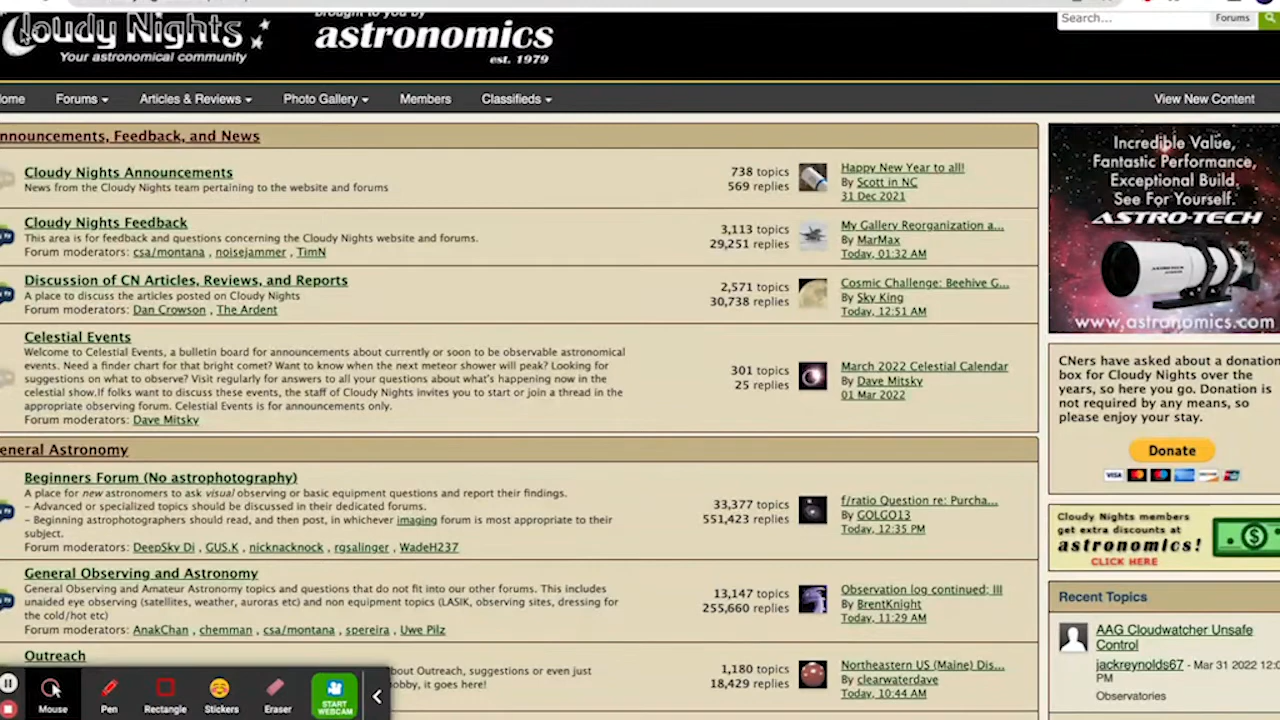 Cloudy Nights
Your astronomical community
brought to you by
astronomics
est. 1979
Search...
Forums
ome
Forums
Articles & Reviews
Photo Gallery
Members
Classifieds
View New Content
nnouncements, Feedback, and News
Cloudy Nights Announcements
News from the Cloudy Nights team pertaining to the website and forums
738 topics
569 replies
Happy New Year to all!
By Scott in NC
31 Dec 2021
Cloudy Nights Feedback
This area is for feedback and questions concerning the Cloudy Nights website and forums.
Forum moderators: csa/montana , noisejammer , TimN
3,113 topics
29,251 replies
My Gallery Reorganization a...
By MarMax
Today, 01:32 AM
Discussion of CN Articles, Reviews, and Reports
A place to discuss the articles posted on Cloudy Nights
Forum moderators: Dan Crowson , The Ardent
2,571 topics
30,738 replies
Cosmic Challenge: Beehive G...
By Sky King
Today, 12:51 AM
Celestial Events
Welcome to Celestial Events, a bulletin board for announcements about currently or soon to be observable astronomical
events. Need a finder chart for that bright comet? Want to know when the next meteor shower will peak? Looking for
suggestions on what to observe? Visit regularly for answers to all your questions about what's happening now in the
celestial show.If folks want to discuss these events, the staff of Cloudy Nights invites you to start or join a thread in the
appropriate observing forum. Celestial Events is for announcements only.
Forum moderators: Dave Mitsky
301 topics
25 replies
March 2022 Celestial Calendar
By Dave Mitsky
01 Mar 2022
eneral Astronomy
Beginners Forum (No astrophotography)
A place for new astronomers to ask visual observing or basic equipment questions and report their findings.
– Advanced or specialized topics should be discussed in their dedicated forums.
– Beginning astrophotographers should read, and then post, in whichever imaging forum is most appropriate to their
subject.
Forum moderators: DeepSky Di , GUS.K , nicknacknock , rgsalinger , WadeH237
33,377 topics
551,423 replies
f/ratio Question re: Purcha...
By GOLGO13
Today, 12:35 PM
General Observing and Astronomy
General Observing and Amateur Astronomy topics and questions that do not fit into our other forums. This includes
unaided eye observing (satellites, weather, auroras etc) and non equipment topics (LASIK, observing sites, dressing for
the cold/hot etc)
Forum moderators: AnakChan , chemman , csa/montana , spereira , Uwe Pilz
13,147 topics
255,660 replies
Observation log continued; III
By BrentKnight
Today, 11:29 AM
Outreach
bout Outreach, suggestions or even just
obby, it goes here!
1,180 topics
18,429 replies
Northeastern US (Maine) Dis...
By clearwaterdave
Today, 10:44 AM
Incredible Value,
Fantastic Performance,
Exceptional Build.
See For Yourself.
ASTRO-TECH
www.astronomics.com
CNers have asked about a donation
box for Cloudy Nights over the
years, so here you go. Donation is
not required by any means, so
please enjoy your stay.
Donate
VISA
Cloudy Nights members
get extra discounts at
astronomics!
CLICK HERE
$
Recent Topics
AAG Cloudwatcher Unsafe
Control
jackreynolds67 - Mar 31 2022 12:0
PM
Observatories
Mouse
Pen
Rectangle
Stickers
Eraser
START
WEBCAM